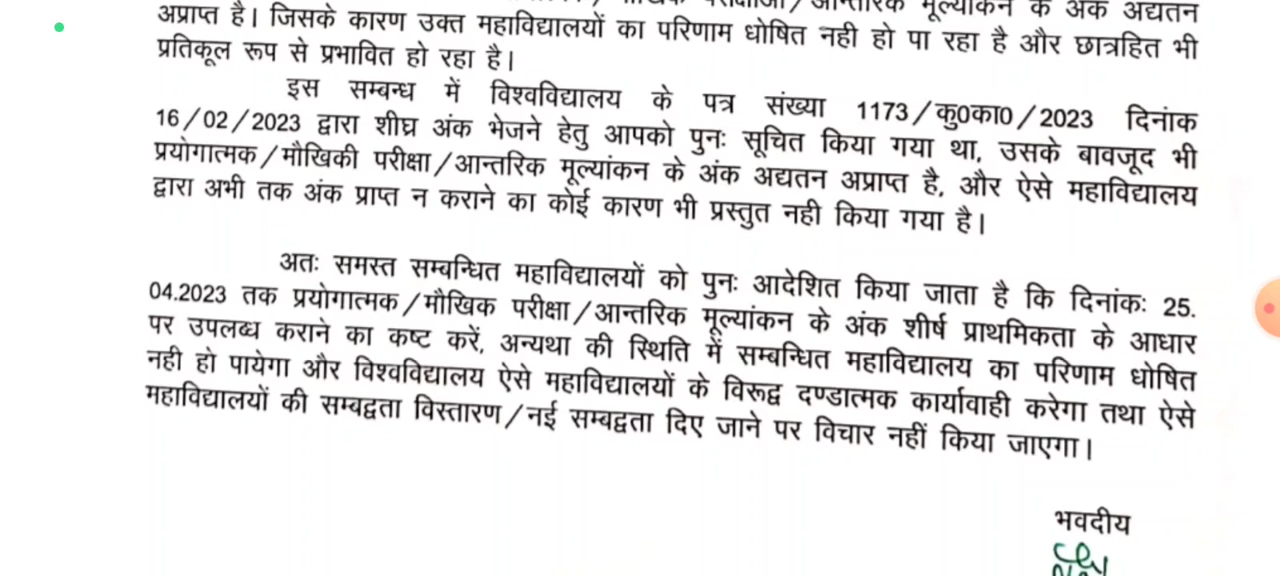 मूल्यांकन के अंक अद्यतन
अप्राप्त है। जिसके कारण उक्त महाविद्यालयों का परिणाम धोषित नही हो पा रहा है और छात्रहित भी
प्रतिकूल रूप से प्रभावित हो रहा है।
इस सम्बन्ध में विश्वविद्यालय के पत्र संख्या 1173/कु0का0/2023 दिनांक
16/02/2023 द्वारा शीघ्र अंक भेजने हेतु आपको पुनः सूचित किया गया था, उसके बावजूद भी
प्रयोगात्मक/मौखिकी परीक्षा/आन्तरिक मूल्यांकन के अंक अद्यतन अप्राप्त है, और ऐसे महाविद्यालय
द्वारा अभी तक अंक प्राप्त न कराने का कोई कारण भी प्रस्तुत नही किया गया है।
अतः समस्त सम्बन्धित महाविद्यालयों को पुनः आदेशित किया जाता है कि दिनांकः 25.
04.2023 तक प्रयोगात्मक/मौखिक परीक्षा/आन्तरिक मूल्यांकन के अंक शीर्ष प्राथमिकता के आधार
पर उपलब्ध कराने का कष्ट करें, अन्यथा की स्थिति में सम्बन्धित महाविद्यालय का परिणाम धोषित
नही हो पायेगा और विश्वविद्यालय ऐसे महाविद्यालयों के विरूद्व दण्डात्मक कार्यावाही करेगा तथा ऐसे
महाविद्यालयों की सम्बद्वता विस्तारण/नई सम्बद्वता दिए जाने पर विचार नहीं किया जाएगा।
भवदीय